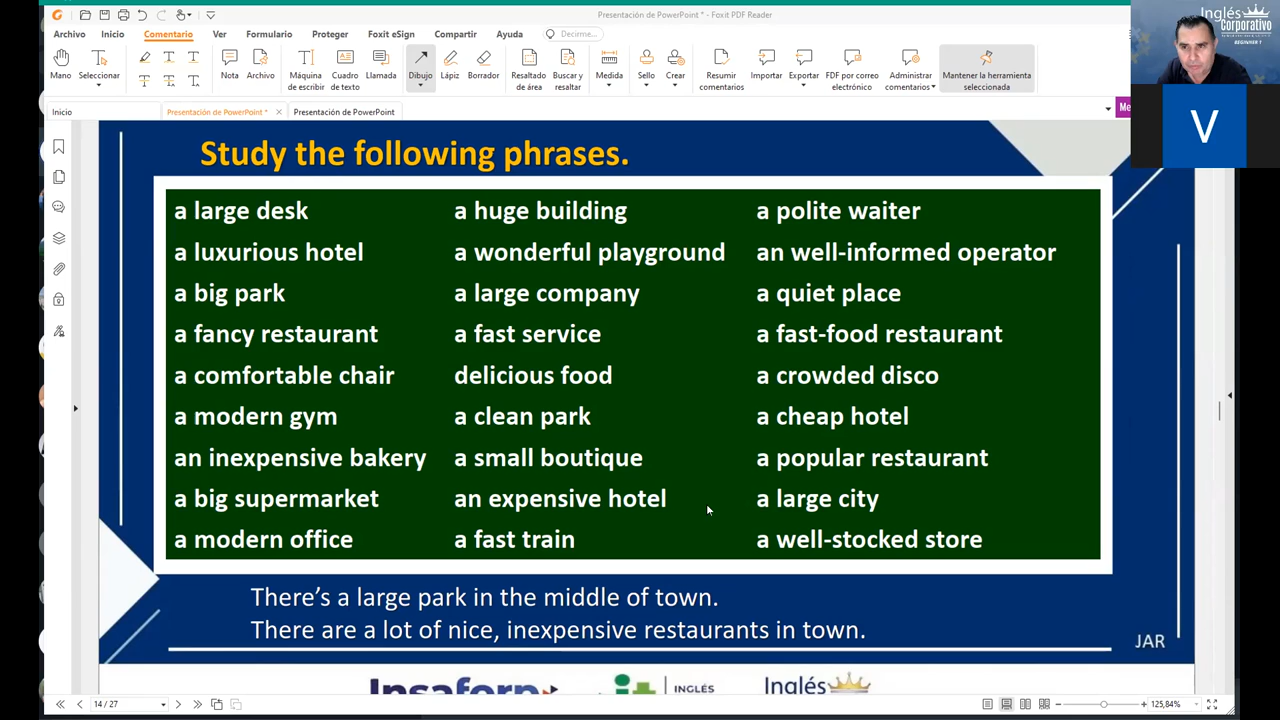 Presentación de PowerPoint * - Foxit PDF Reader
Archivo Inicio Comentario Ver Formulario Proteger Foxit eSign Compartir Ayuda Decirme...
Mano Seleccionar Nota Archivo Máquina de escribir Cuadro de texto Llamada Dibujo Lápiz Borrador Resaltado de área Buscar y resaltar Medida Sello Crear Resumir comentarios Importar Exportar FDF por correo electrónico Administrar comentarios Mantener la herramienta seleccionada
Inicio Presentación de PowerPoint * Presentación de PowerPoint
Inglés
Corporativo
BEGINNER 1
V
Study the following phrases.
a large desk a huge building a polite waiter
a luxurious hotel a wonderful playground an well-informed operator
a big park a large company a quiet place
a fancy restaurant a fast service a fast-food restaurant
a comfortable chair delicious food a crowded disco
a modern gym a clean park a cheap hotel
an inexpensive bakery a small boutique a popular restaurant
a big supermarket an expensive hotel a large city
a modern office a fast train a well-stocked store
There's a large park in the middle of town.
There are a lot of nice, inexpensive restaurants in town.
JAR
Insaforp it INGLÉS Inglés
14 / 27 125,84%